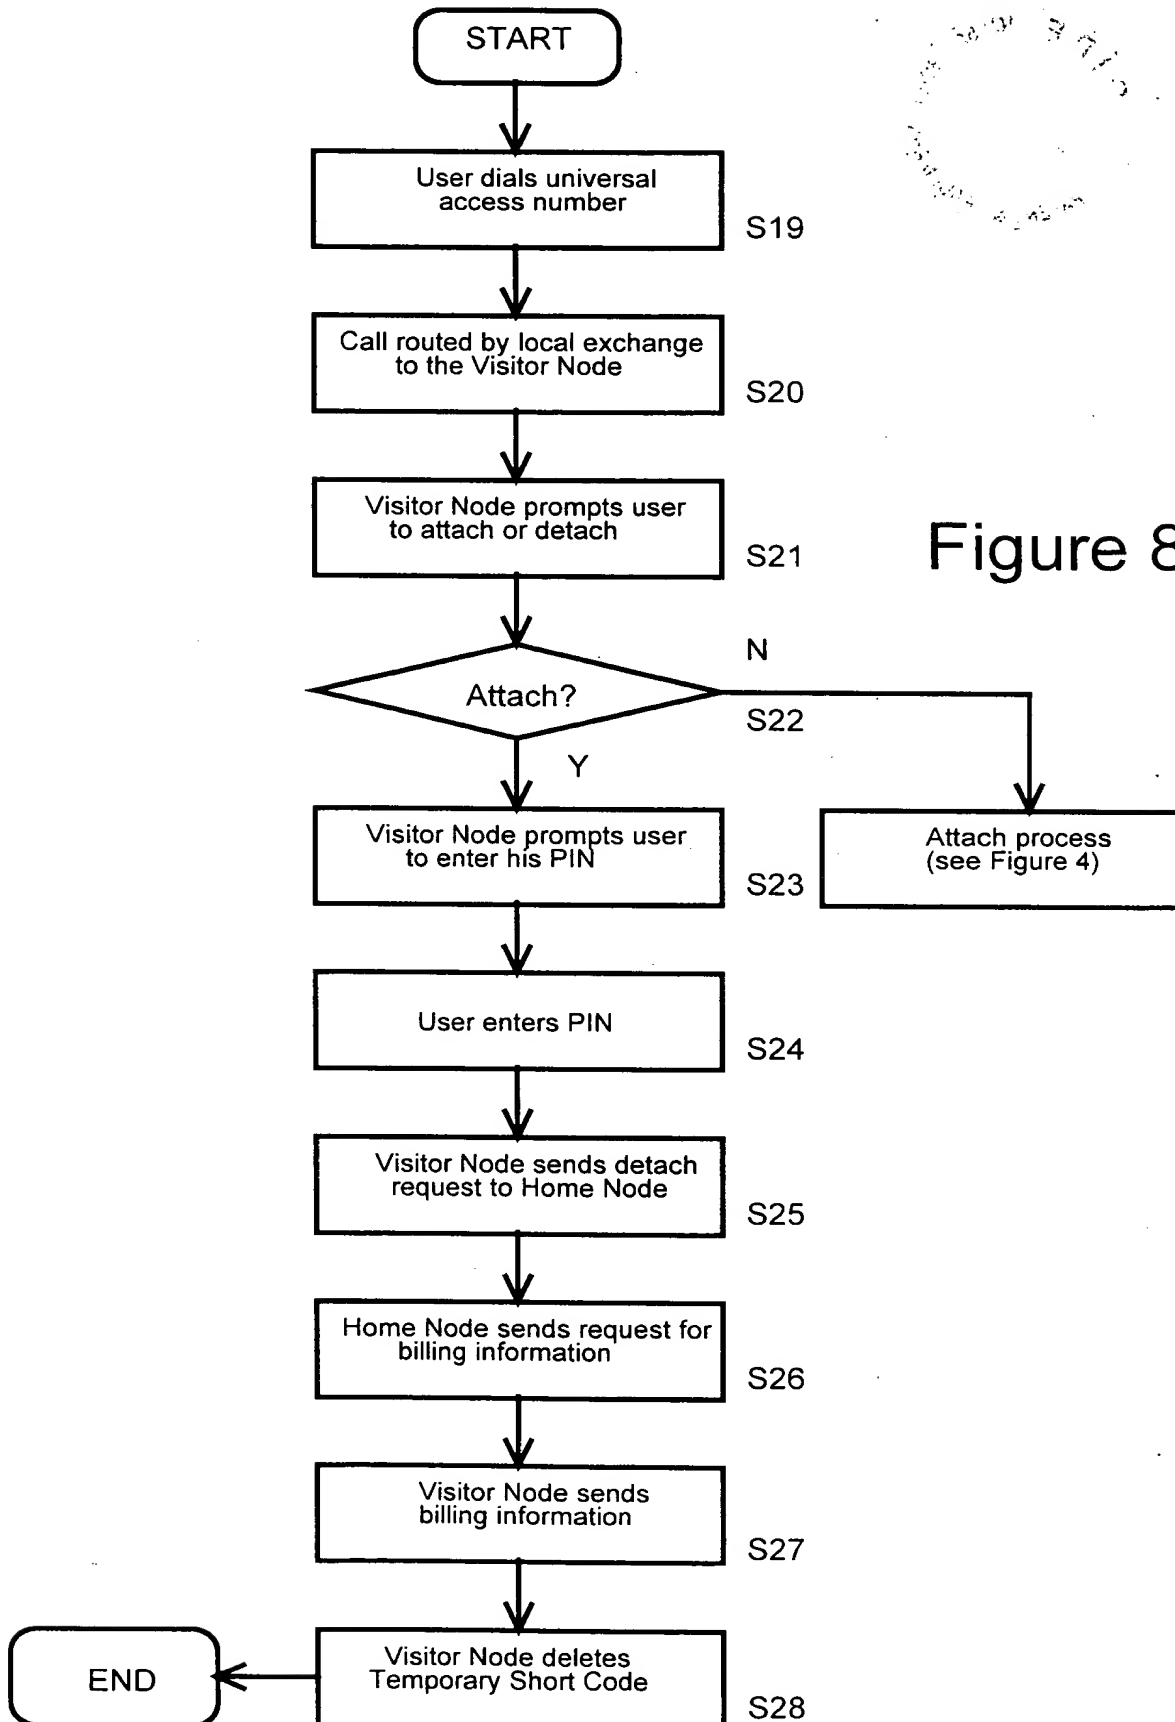 START
User dials universal
access number
S19
Call routed by local exchange
to the Visitor Node
S20
Visitor Node prompts user
to attach or detach
S21
Figure 8
Attach?
N
S22
Y
Visitor Node prompts user
to enter his PIN
S23
Attach process
(see Figure 4)
User enters PIN
S24
Visitor Node sends detach
request to Home Node
S25
Home Node sends request for
billing information
S26
Visitor Node sends
billing information
S27
Visitor Node deletes
Temporary Short Code
S28
END